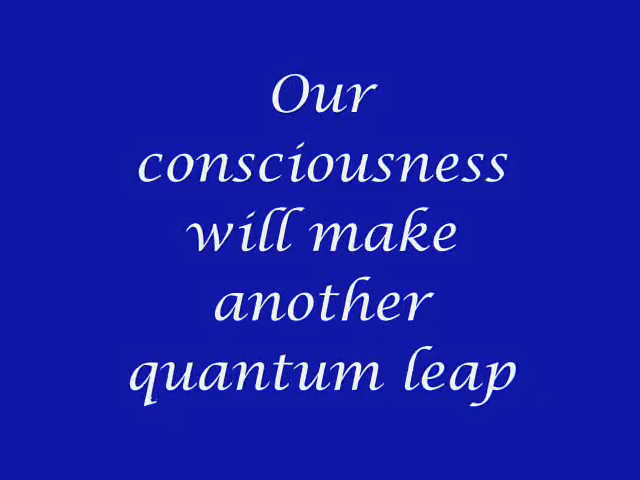 Our
consciousness
will make
another
quantum leap